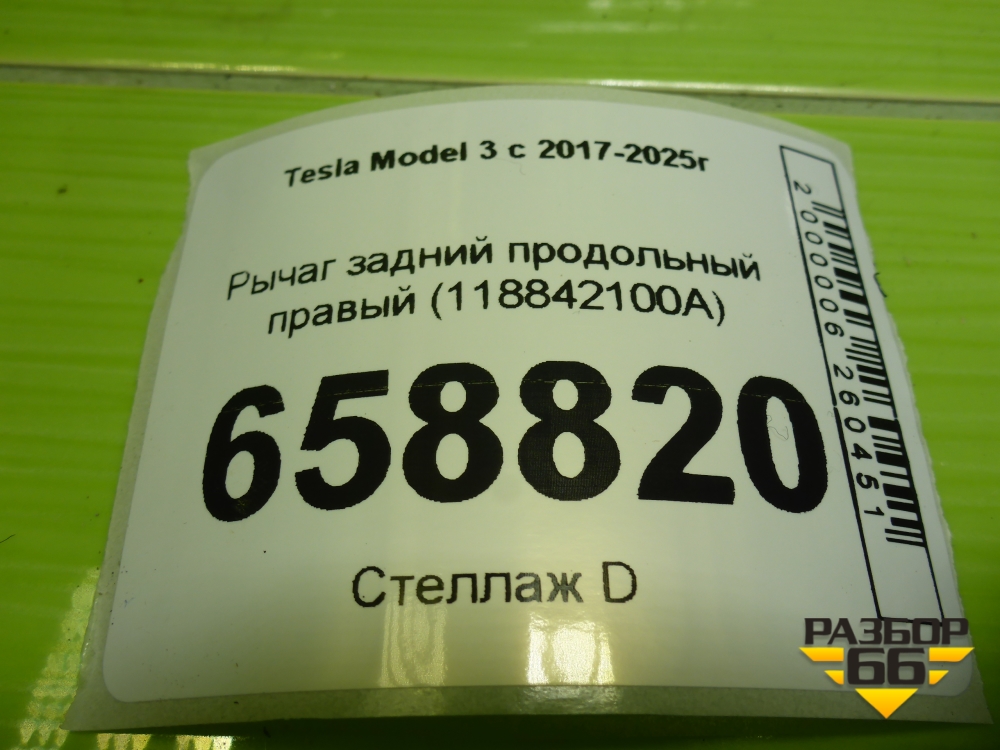 Tesla Model 3 с 2017-2025г
Рычаг задний продольный
правый (118842100A)
658820
Стеллаж D
2000006260451
РАЗБОР
66